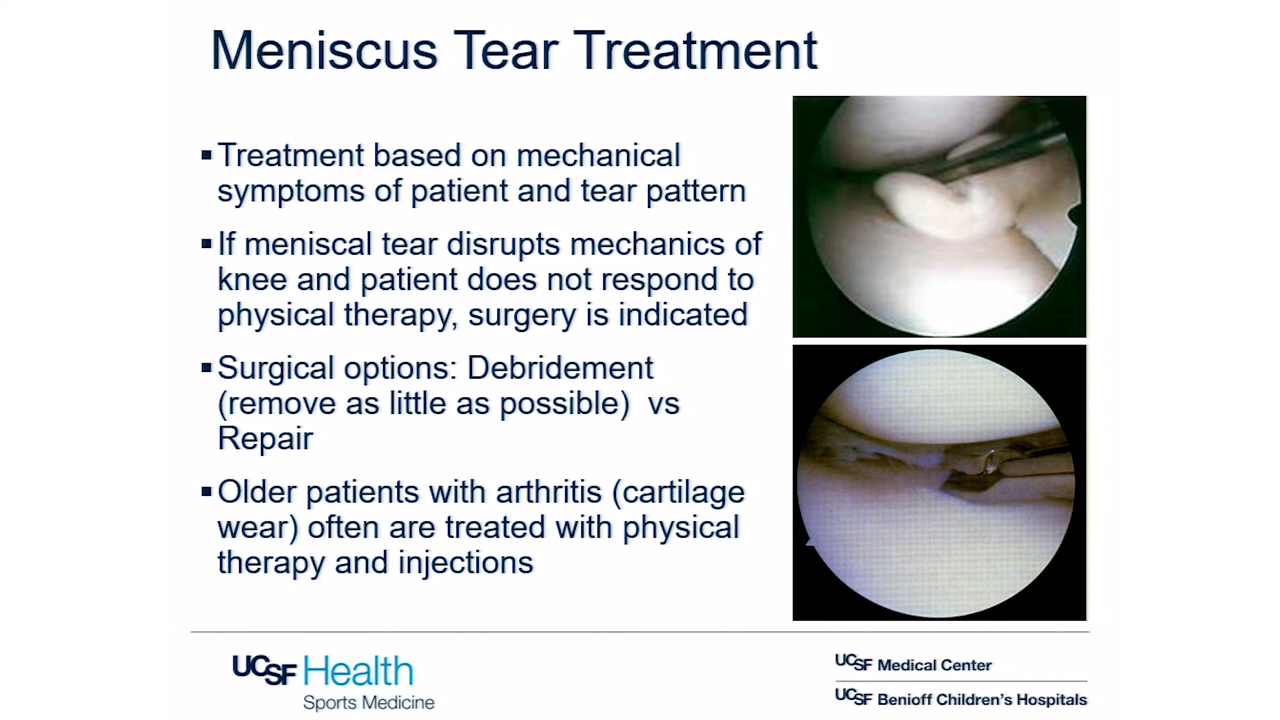 Meniscus Tear Treatment
▪Treatment based on mechanical
symptoms of patient and tear pattern
▪If meniscal tear disrupts mechanics of
knee and patient does not respond to
physical therapy, surgery is indicated
▪Surgical options: Debridement
(remove as little as possible)  vs
Repair
▪Older patients with arthritis (cartilage
wear) often are treated with physical
therapy and injections
UCSF Health
Sports Medicine
UCSF Medical Center
UCSF Benioff Children's Hospitals